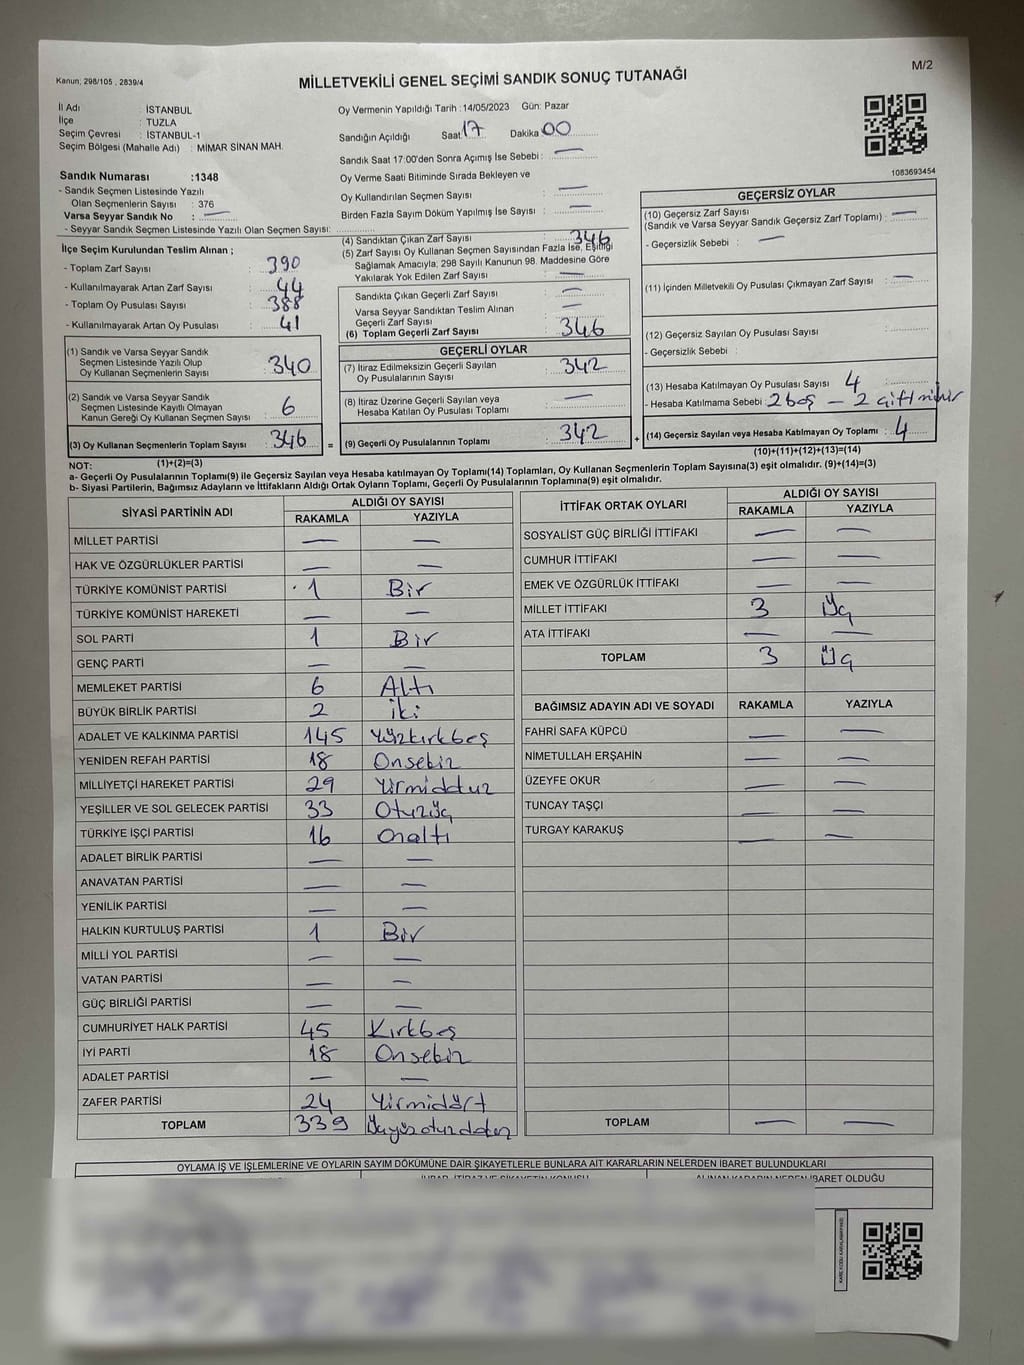 Kanun; 298/105 , 2839/4
MİLLETVEKİLİ GENEL SEÇİMİ SANDIK SONUÇ TUTANAĞI
M/2
İl Adı : İSTANBUL
İlçe : TUZLA
Seçim Çevresi : İSTANBUL-1
Seçim Bölgesi (Mahalle Adı) : MİMAR SİNAN MAH.
Oy Vermenin Yapıldığı Tarih :14/05/2023 Gün: Pazar
Sandığın Açıldığı Saat 17 Dakika 00
Sandık Saat 17:00'den Sonra Açımış İse Sebebi : —
Oy Verme Saati Bitiminde Sırada Bekleyen ve
Oy Kullandırılan Seçmen Sayısı : —
Birden Fazla Sayım Döküm Yapılmış İse Sayısı : —
1083693454
Sandık Numarası :1348
- Sandık Seçmen Listesinde Yazılı
Olan Seçmenlerin Sayısı : 376
Varsa Seyyar Sandık No : —
- Seyyar Sandık Seçmen Listesinde Yazılı Olan Seçmen Sayısı:
İlçe Seçim Kurulundan Teslim Alınan ;
- Toplam Zarf Sayısı : 390
- Kullanılmayarak Artan Zarf Sayısı : 44
- Toplam Oy Pusulası Sayısı : 388
- Kullanılmayarak Artan Oy Pusulası : 41
(4) Sandıktan Çıkan Zarf Sayısı : 346
(5) Zarf Sayısı Oy Kullanan Seçmen Sayısından Fazla İse, Eşitliği
Sağlamak Amacıyla, 298 Sayılı Kanunun 98. Maddesine Göre
Yakılarak Yok Edilen Zarf Sayısı : —
Sandıkta Çıkan Geçerli Zarf Sayısı : —
Varsa Seyyar Sandıktan Teslim Alınan
Geçerli Zarf Sayısı : —
(6) Toplam Geçerli Zarf Sayısı : 346
GEÇERSİZ OYLAR
(10) Geçersiz Zarf Sayısı
(Sandık ve Varsa Seyyar Sandık Geçersiz Zarf Toplamı) : —
- Geçersizlik Sebebi : —
(11) İçinden Milletvekili Oy Pusulası Çıkmayan Zarf Sayısı : —
(12) Geçersiz Sayılan Oy Pusulası Sayısı :
- Geçersizlik Sebebi :
(13) Hesaba Katılmayan Oy Pusulası Sayısı : 4
- Hesaba Katılmama Sebebi : 2 boş — 2
(14) Geçersiz Sayılan veya Hesaba Katılmayan Oy Toplamı : 4
(10)+(11)+(12)+(13)=(14)
(1) Sandık ve Varsa Seyyar Sandık
Seçmen Listesinde Yazılı Olup
Oy Kullanan Seçmenlerin Sayısı : 340
(2) Sandık ve Varsa Seyyar Sandık
Seçmen Listesinde Kayıtlı Olmayan
Kanun Gereği Oy Kullanan Seçmen Sayısı : 6
(3) Oy Kullanan Seçmenlerin Toplam Sayısı : 346 =
(1)+(2)=(3)
GEÇERLİ OYLAR
(7) İtiraz Edilmeksizin Geçerli Sayılan
Oy Pusulalarının Sayısı : 342
(8) İtiraz Üzerine Geçerli Sayılan veya
Hesaba Katılan Oy Pusulası Toplamı : —
(9) Geçerli Oy Pusulalarının Toplamı : 342 +
NOT:
a- Geçerli Oy Pusulalarının Toplamı(9) ile Geçersiz Sayılan veya Hesaba katılmayan Oy Toplamı(14) Toplamları, Oy Kullanan Seçmenlerin Toplam Sayısına(3) eşit olmalıdır. (9)+(14)=(3)
b- Siyasi Partilerin, Bağımsız Adayların ve İttifakların Aldığı Ortak Oyların Toplamı, Geçerli Oy Pusulalarının Toplamına(9) eşit olmalıdır.
SİYASİ PARTİNİN ADI ALDIĞI OY SAYISI
RAKAMLA YAZIYLA
MİLLET PARTİSİ — —
HAK VE ÖZGÜRLÜKLER PARTİSİ — —
TÜRKİYE KOMÜNİST PARTİSİ 1 Bir
TÜRKİYE KOMÜNİST HAREKETİ — —
SOL PARTİ 1 Bir
GENÇ PARTİ — —
MEMLEKET PARTİSİ 6 Altı
BÜYÜK BİRLİK PARTİSİ 2 iki
ADALET VE KALKINMA PARTİSİ 145 Yüzkırkbeş
YENİDEN REFAH PARTİSİ 18 Onsekiz
MİLLİYETÇİ HAREKET PARTİSİ 29 Yirmidokuz
YEŞİLLER VE SOL GELECEK PARTİSİ 33 Otuzüç
TÜRKİYE İŞÇİ PARTİSİ 16 Onaltı
ADALET BİRLİK PARTİSİ — —
ANAVATAN PARTİSİ — —
YENİLİK PARTİSİ — —
HALKIN KURTULUŞ PARTİSİ 1 Bir
MİLLİ YOL PARTİSİ — —
VATAN PARTİSİ — —
GÜÇ BİRLİĞİ PARTİSİ — —
CUMHURİYET HALK PARTİSİ 45 Kırkbeş
İYİ PARTİ 18 Onsekiz
ADALET PARTİSİ — —
ZAFER PARTİSİ 24 Yirmidört
TOPLAM 339 Üçyüzotuzdokuz
İTTİFAK ORTAK OYLARI ALDIĞI OY SAYISI
RAKAMLA YAZIYLA
SOSYALİST GÜÇ BİRLİĞİ İTTİFAKI — —
CUMHUR İTTİFAKI — —
EMEK VE ÖZGÜRLÜK İTTİFAKI — —
MİLLET İTTİFAKI 3 Üç
ATA İTTİFAKI — —
TOPLAM 3 Üç
BAĞIMSIZ ADAYIN ADI VE SOYADI RAKAMLA YAZIYLA
FAHRİ SAFA KÜPCÜ — —
NİMETULLAH ERŞAHİN — —
ÜZEYFE OKUR — —
TUNCAY TAŞÇI — —
TURGAY KARAKUŞ — —
TOPLAM — —
OYLAMA İŞ VE İŞLEMLERİNE VE OYLARIN SAYIM DÖKÜMÜNE DAİR ŞİKAYETLERLE BUNLARA AİT KARARLARIN NELERDEN İBARET BULUNDUKLARI
ALINAN KARARIN NEDEN İBARET OLDUĞU